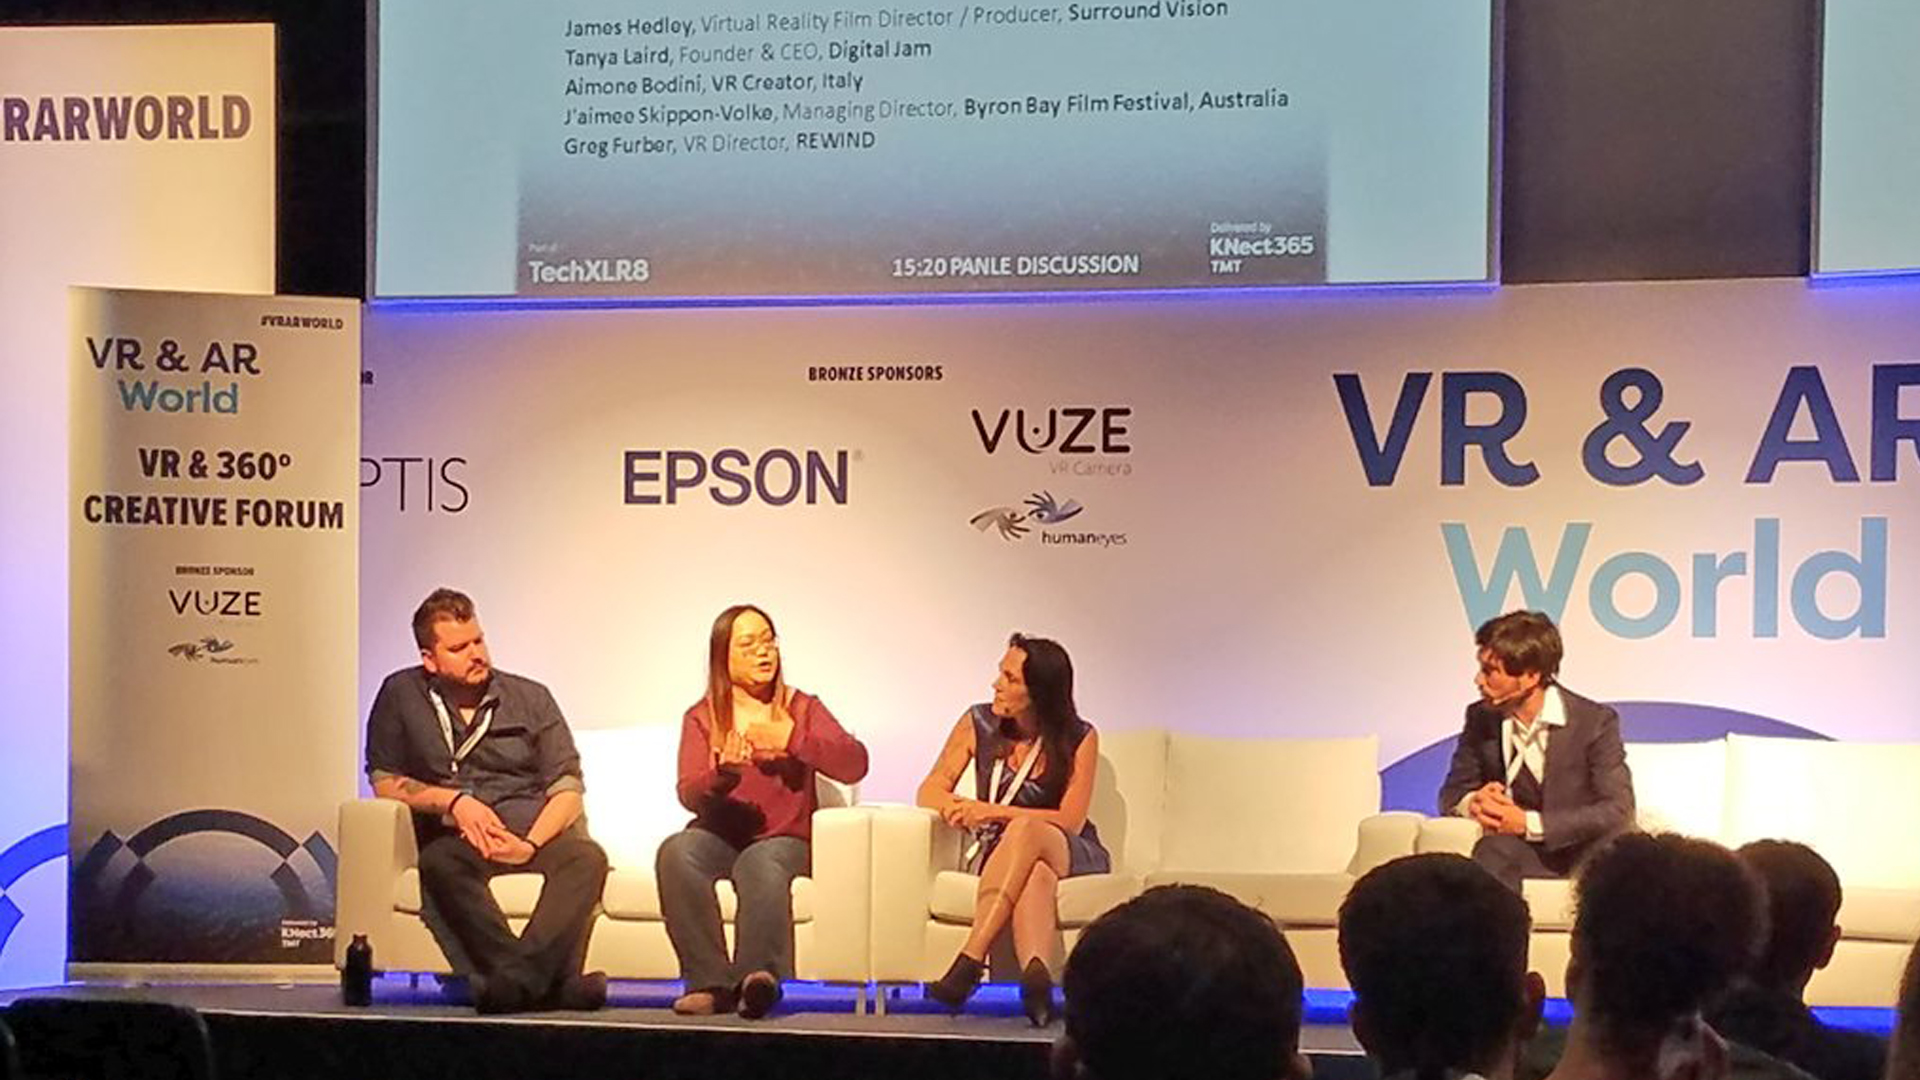 James Hedley, Virtual Reality Film Director / Producer, Surround Vision
Tanya Laird, Founder & CEO, Digital Jam
Aimone Bodini, VR Creator, Italy
J'aimee Skippon-Volke, Managing Director, Byron Bay Film Festival, Australia
Greg Furber, VR Director, REWIND
Part of
TechXLR8
15:20 PANLE DISCUSSION
Delivered by
KNect365
TMT
RARWORLD
#VRARWORLD
VR & AR
World
VR & 360º
CREATIVE FORUM
BRONZE SPONSOR
VUZE
humaneyes
KNect36
TMT
PTIS
BRONZE SPONSORS
EPSON
VUZE
VR Camera
humaneyes
VR & AR
World